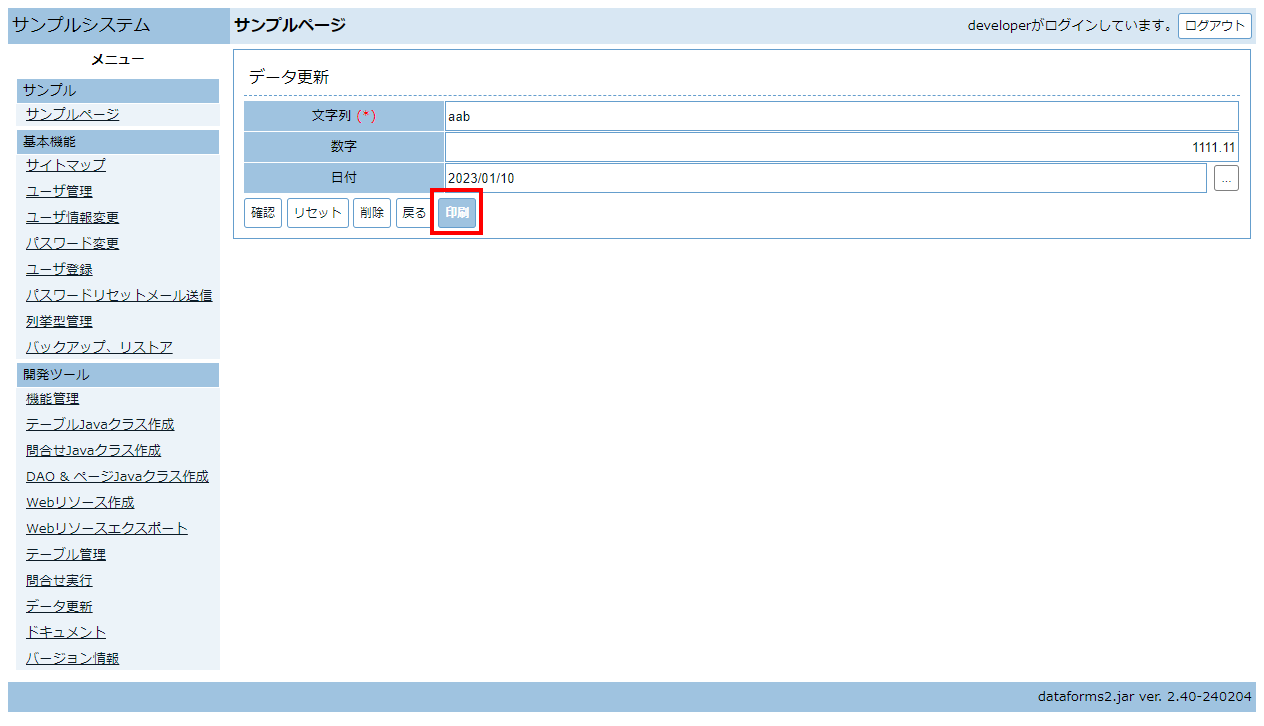 サンプルシステム
サンプルページ
developerがログインしています。 ログアウト
メニュー
サンプル
サンプルページ
基本機能
サイトマップ
ユーザ管理
ユーザ情報変更
パスワード変更
ユーザ登録
パスワードリセットメール送信
列挙型管理
バックアップ、リストア
開発ツール
機能管理
テーブルJavaクラス作成
問合せJavaクラス作成
DAO & ページJavaクラス作成
Webリソース作成
Webリソースエクスポート
テーブル管理
問合せ実行
データ更新
ドキュメント
バージョン情報
データ更新
文字列 (*) aab
数字 1111.11
日付 2023/01/10 ...
確認 リセット 削除 戻る 印刷
dataforms2.jar ver. 2.40-240204